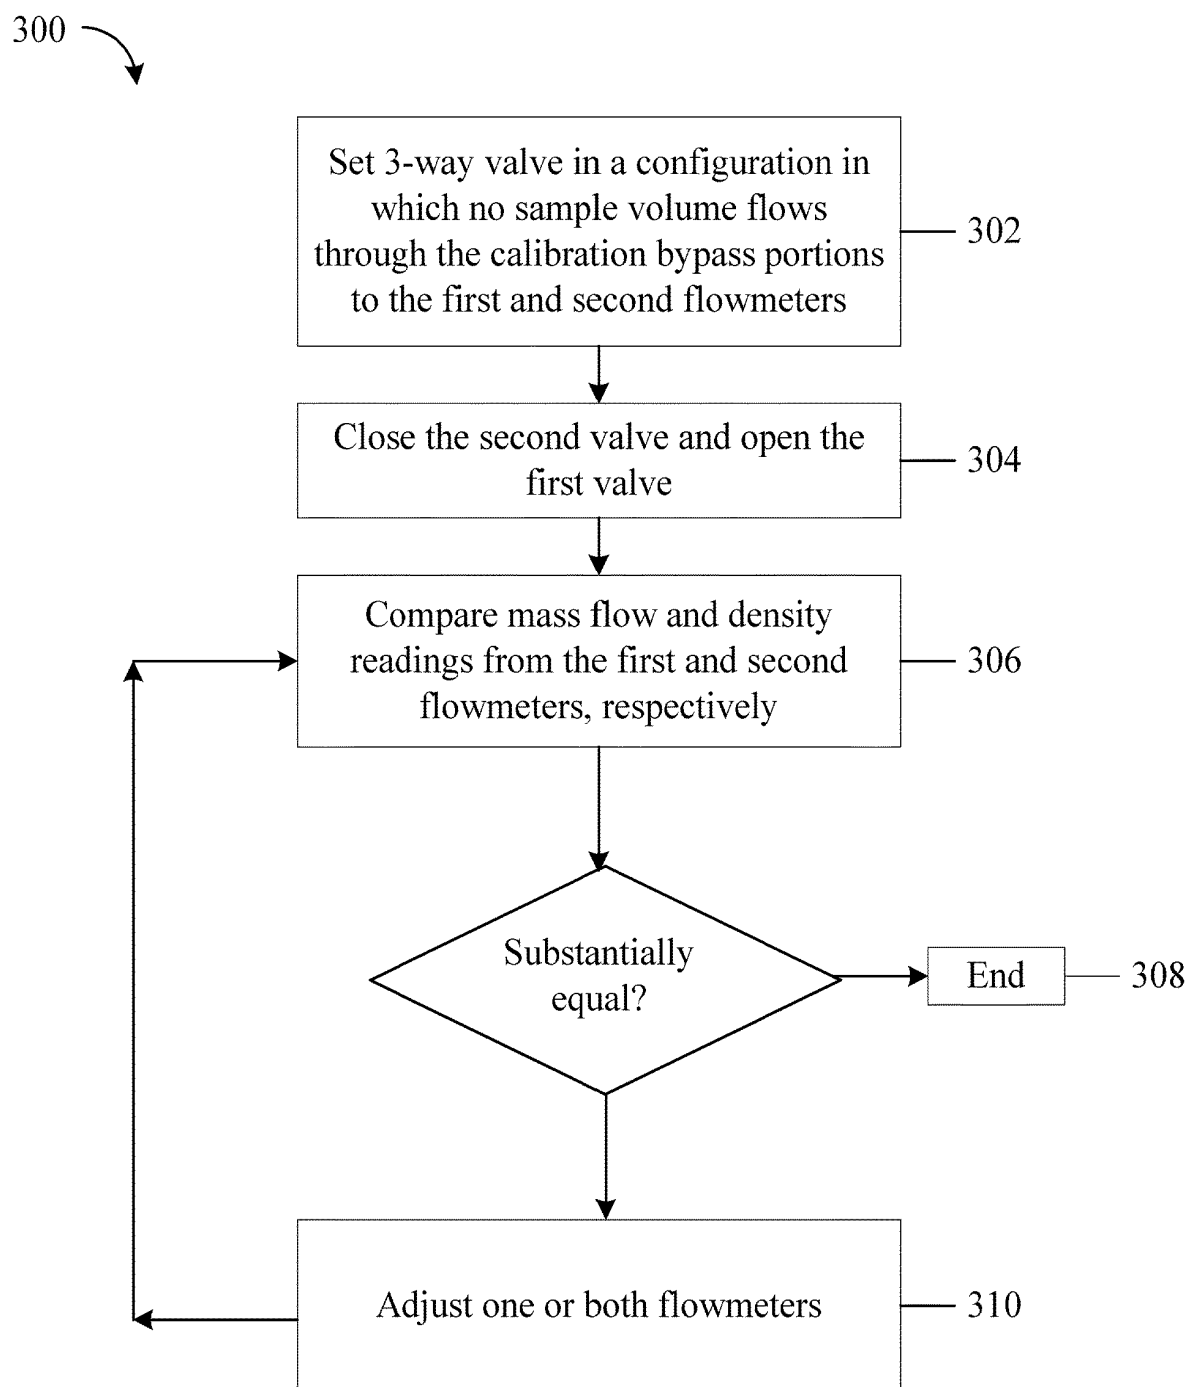 300
Set 3-way valve in a configuration in
which no sample volume flows
through the calibration bypass portions
to the first and second flowmeters
302
Close the second valve and open the
first valve
304
Compare mass flow and density
readings from the first and second
flowmeters, respectively
306
Substantially
equal?
End
308
Adjust one or both flowmeters
310